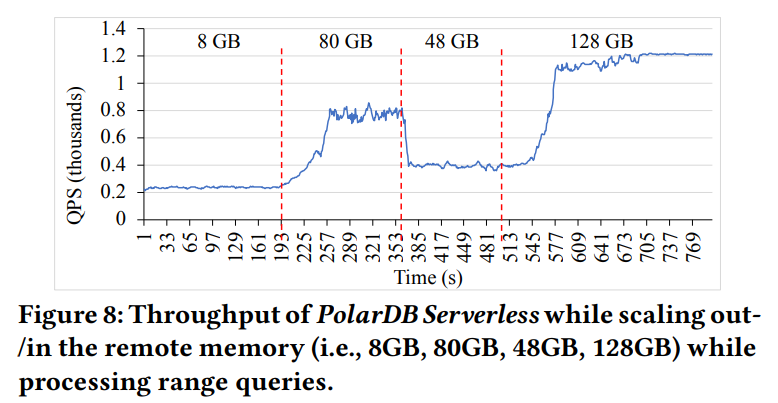 1.4
8 GB 80 GB 48 GB 128 GB
1.2
1
0.8
0.6
0.4
0.2
0
QPS (thousands)
1 33 65 97 129 161 193 225 257 289 321 353 385 417 449 481 513 545 577 609 641 673 705 737 769
Time (s)
Figure 8: Throughput of PolarDB Serverless while scaling out-
/in the remote memory (i.e., 8GB, 80GB, 48GB, 128GB) while
processing range queries.